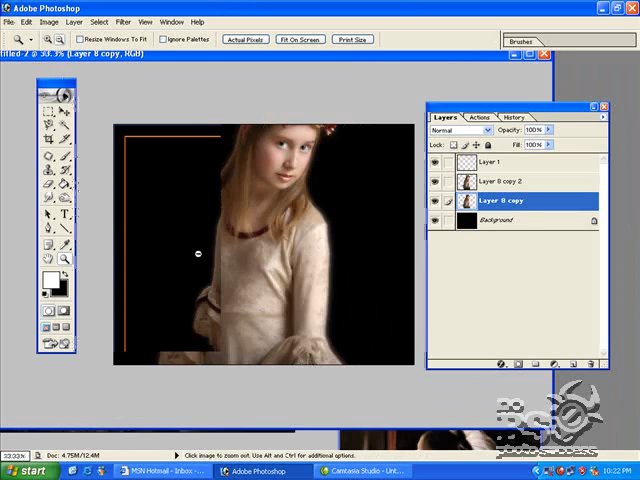 Adobe Photoshop
File Edit Image Layer Select Filter View Window Help
Resize Windows To Fit Ignore Palettes Actual Pixels Fit On Screen Print Size
Brushes
(Layer 8 copy, RGB)
Layers Actions History
Normal Opacity: 100%
Lock: Fill: 100%
Layer 1
Layer 8 copy 2
Layer 8 copy
Background
33.33% Doc: 4.75M/12.4M Click image to zoom out. Use Alt and Ctrl for additional options.
start MSN Hotmail - Inbox -... Adobe Photoshop Camtasia Studio - Unt... 10:22 PM